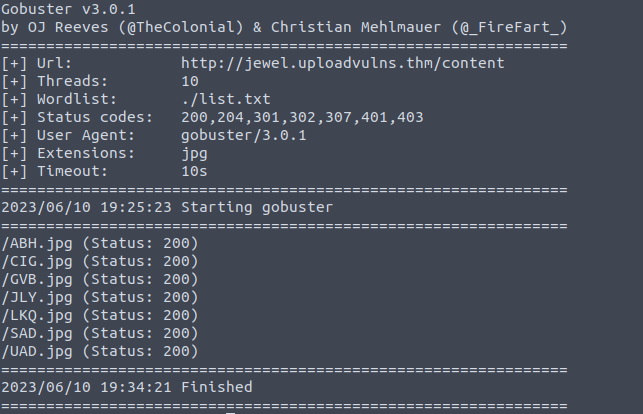 Gobuster v3.0.1
by OJ Reeves (@TheColonial) & Christian Mehlmauer (@_FireFart_)
===============================================================
[+] Url:            http://jewel.uploadvulns.thm/content
[+] Threads:        10
[+] Wordlist:       ./list.txt
[+] Status codes:   200,204,301,302,307,401,403
[+] User Agent:     gobuster/3.0.1
[+] Extensions:     jpg
[+] Timeout:        10s
===============================================================
2023/06/10 19:25:23 Starting gobuster
===============================================================
/ABH.jpg (Status: 200)
/CIG.jpg (Status: 200)
/GVB.jpg (Status: 200)
/JLY.jpg (Status: 200)
/LKQ.jpg (Status: 200)
/SAD.jpg (Status: 200)
/UAD.jpg (Status: 200)
===============================================================
2023/06/10 19:34:21 Finished
===============================================================